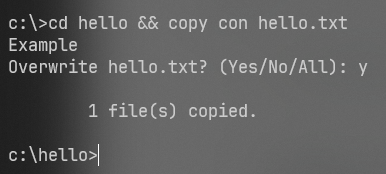 c:\>cd hello && copy con hello.txt
Example
Overwrite hello.txt? (Yes/No/All): y
1 file(s) copied.
c:\hello>